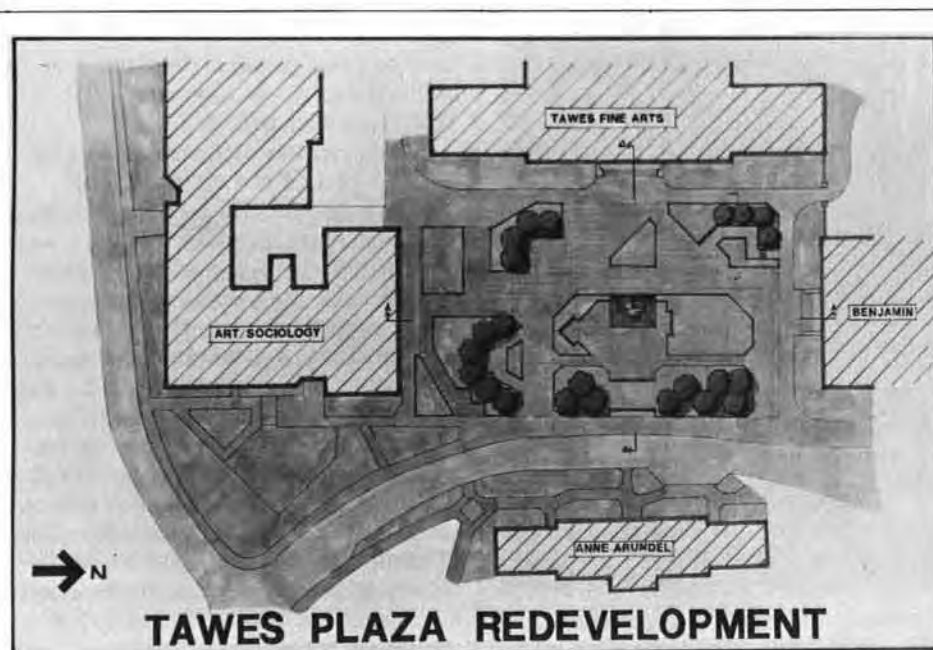 TAWES FINE ARTS
BENJAMIN
ART/SOCIOLOGY
ANNE ARUNDEL
N
TAWES PLAZA REDEVELOPMENT